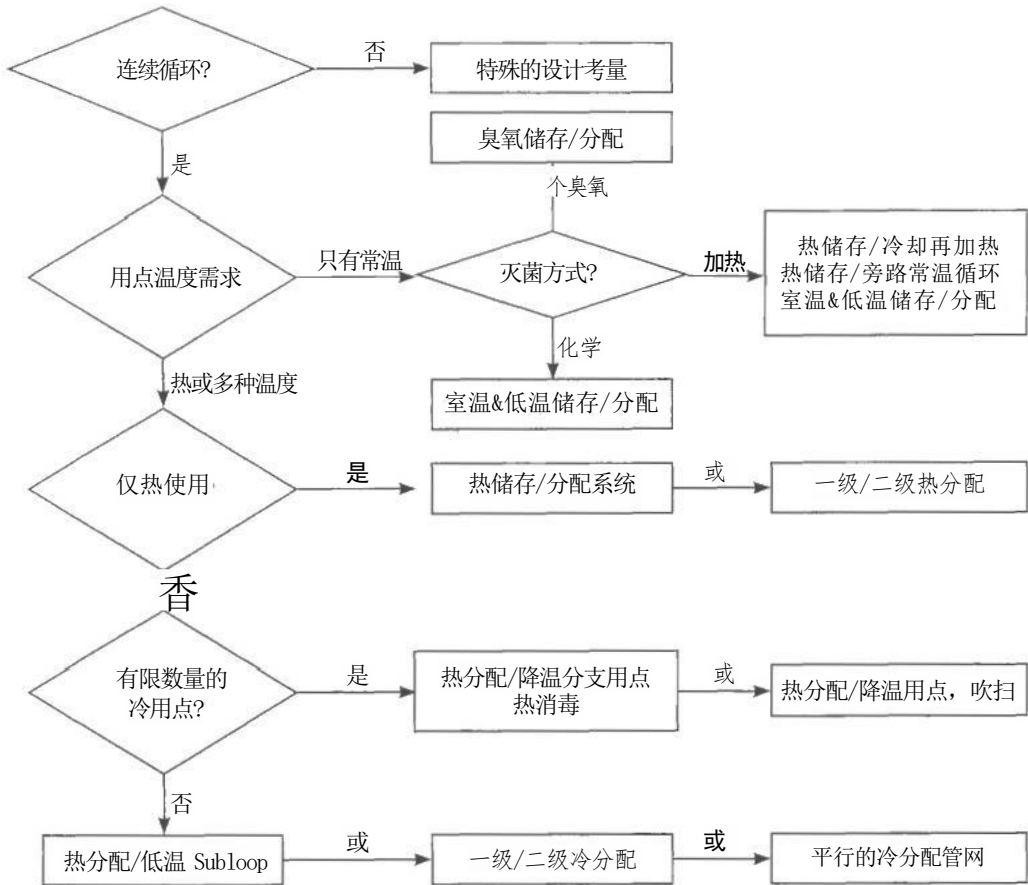 连续循环?
否
特殊的设计考量
臭氧储存/分配
是
个臭氧
用点温度需求
只有常温
灭菌方式?
加热
热储存/冷却再加热
热储存/旁路常温循环
室温&低温储存/分配
化学
热或多种温度
室温&低温储存/分配
仅热使用
是
热储存/分配系统
或
一级/二级热分配
香
有限数量的
冷用点?
是
热分配/降温分支用点
热消毒
或
热分配/降温用点，吹扫
否
热分配/低温 Subloop
或
一级/二级冷分配
或
平行的冷分配管网